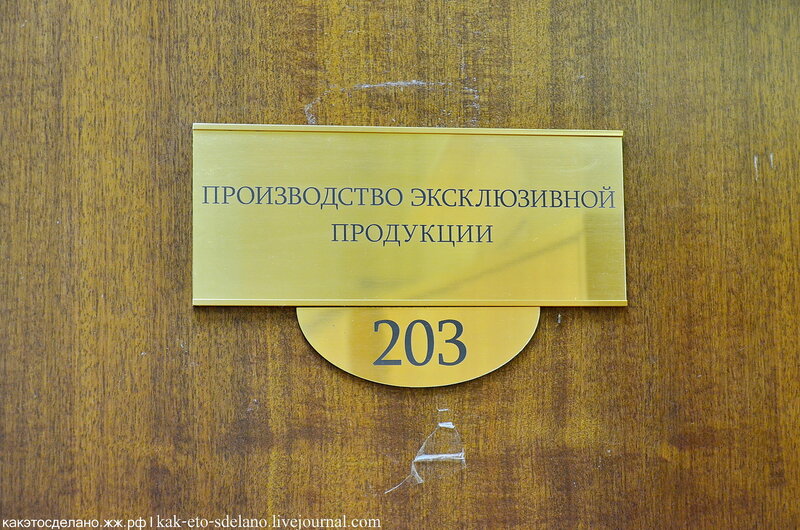 ПРОИЗВОДСТВО ЭКСКЛЮЗИВНОЙ
ПРОДУКЦИИ
203
какэтосделано.жж.рф | kak-eto-sdelano.livejournal.com